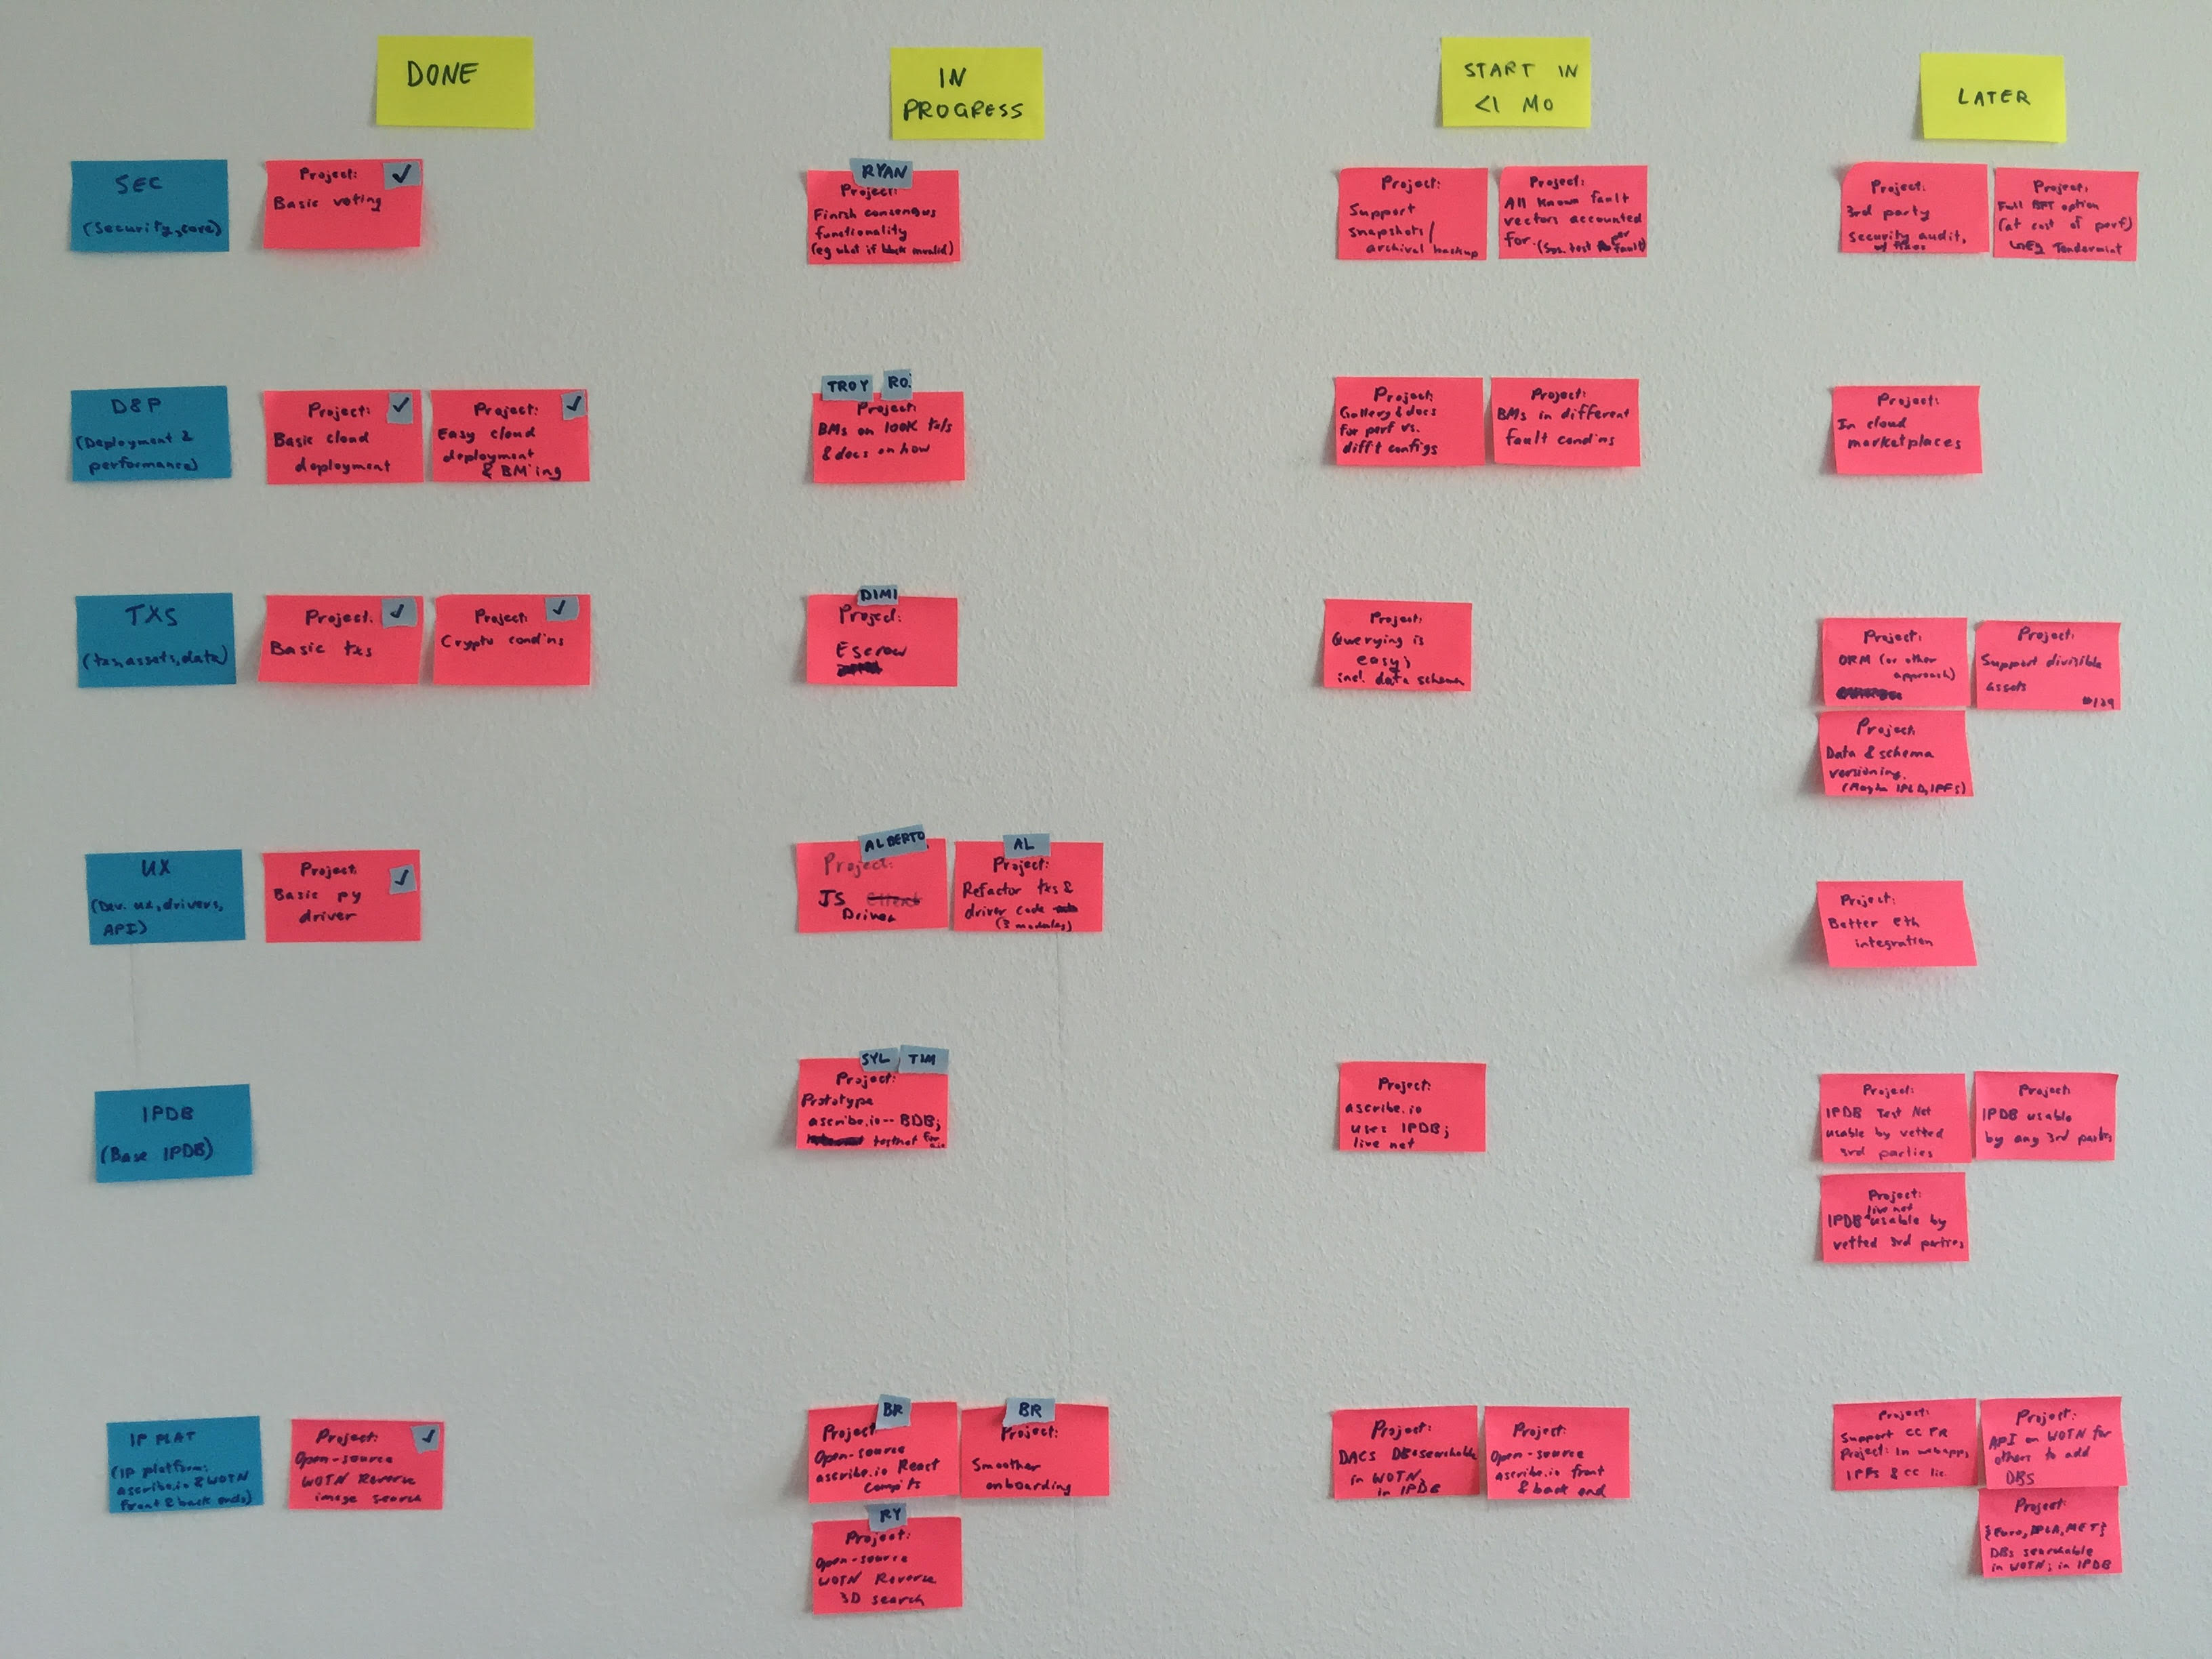 DONE
IN
PROGRESS
START IN
<1 MO
LATER
SEC
(Security, core)
Project: ✓
Basic voting
RYAN
Project:
Finish consensus
functionality
(eg what if block invalid)
Project:
Support
snapshots/
archival backup
Project:
All known fault
vectors accounted
for. (Sys. test per fault)
Project:
3rd party
Security audit,
w/ fixes
Project:
Full BFT option
(at cost of perf)
Eg Tendermint
D&P
(Deployment &
performance)
Project: ✓
Basic cloud
deployment
Project: ✓
Easy cloud
deployment
& BM'ing
TROY RO.
Project:
BMs on 100K tx/s
& docs on how
Project:
Gallery & docs
for perf vs.
diff't configs
Project:
BMs in different
fault cond'ns
Project:
In cloud
marketplaces
TXS
(txn, assets, data)
Project. ✓
Basic txs
Project: ✓
Crypto cond'ns
DIMI
Project:
Escrow
Project:
Querying is
easy;
incl. data schema
Project:
ORM (or other
approach)
Project:
Support divisible
assets
#129
Project:
Data & schema
versioning.
(Maybe IPLD, IPFS)
UX
(Dev. ux, drivers,
API)
Project:
Basic py ✓
driver
ALBERTO
Project:
JS Client
Driver
AL
Project:
Refactor txs &
driver code
(3 modules)
Project:
Better eth
integration
IPDB
(Base IPDB)
SYL TIM
Project:
Prototype
ascribe.io -- BDB;
testnet for
Project:
ascribe.io
uses IPDB;
live net
Project:
IPDB Test Net
usable by vetted
3rd parties
Project:
IPDB usable
by any 3rd parties
Project:
live net
IPDB usable by
vetted 3rd parties
IP PLAT
(IP platform:
ascribe.io & WOTN
front & back ends)
Project: ✓
Open-source
WOTN Reverse
image search
BR
Project:
Open-source
ascribe.io React
Comp'ts
BR
Project:
Smoother
onboarding
RY
Project:
Open-source
WOTN Reverse
3D search
Project:
DACS DB searchable
in WOTN,
in IPDB
Project:
Open-source
ascribe.io front
& back end
Project:
Support CC FR
Project: In webapp,
IPFS & CC lic.
Project:
API on WOTN for
others to add
DBS
Project:
{Euro, DPLA, MET}
DBs searchable
in WOTN; in IPDB